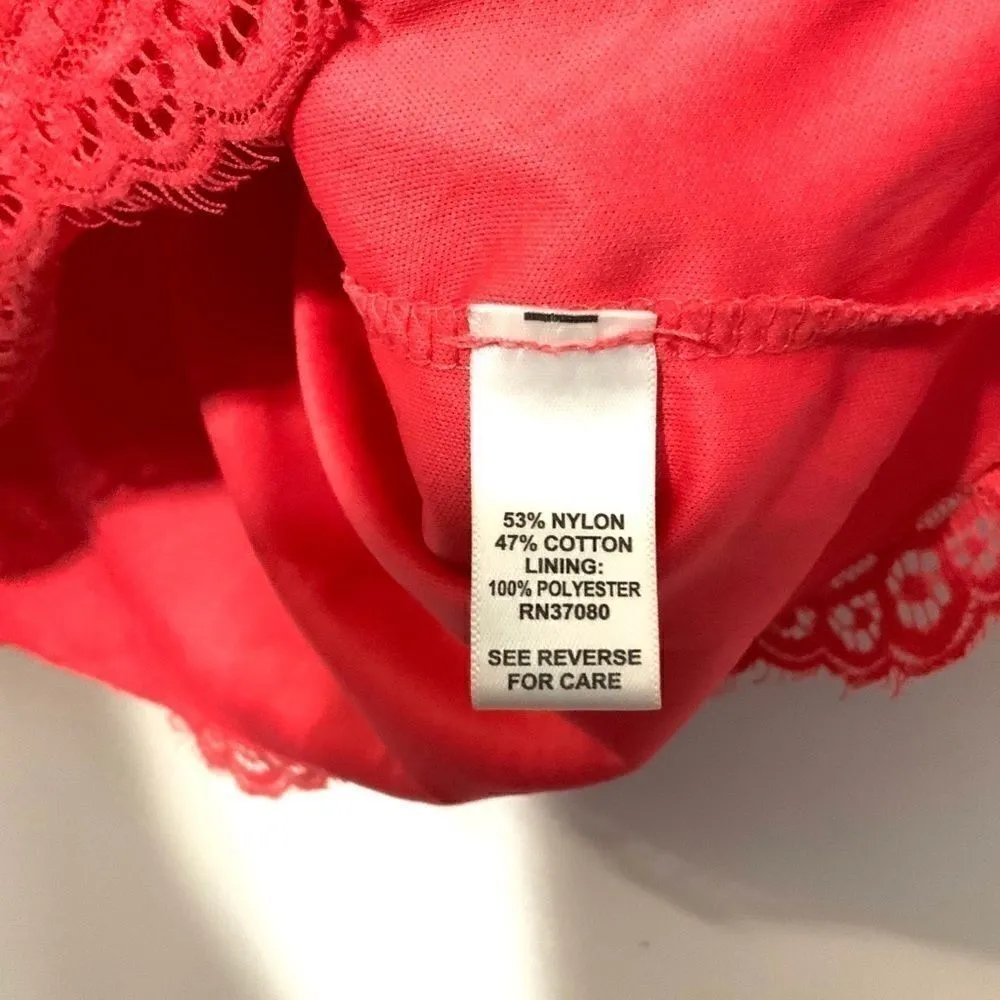 53% NYLON
47% COTTON
LINING:
100% POLYESTER
RN37080
SEE REVERSE
FOR CARE